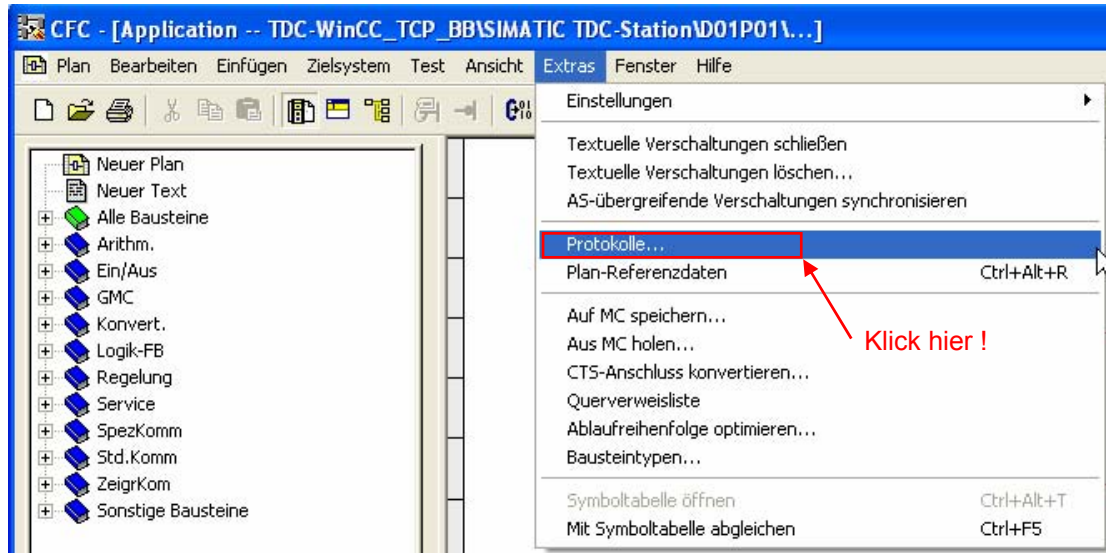 CFC - [Application -- TDC-WinCC_TCP_BB\SIMATIC TDC-Station\D01P01\...]
Plan Bearbeiten Einfügen Zielsystem Test Ansicht Extras Fenster Hilfe
Neuer Plan
Neuer Text
Alle Bausteine
Arithm.
Ein/Aus
GMC
Konvert.
Logik-FB
Regelung
Service
SpezKomm
Std.Komm
ZeigrKom
Sonstige Bausteine
Einstellungen
Textuelle Verschaltungen schließen
Textuelle Verschaltungen löschen...
AS-übergreifende Verschaltungen synchronisieren
Protokolle...
Plan-Referenzdaten Ctrl+Alt+R
Auf MC speichern...
Aus MC holen...
CTS-Anschluss konvertieren...
Querverweisliste
Ablaufreihenfolge optimieren...
Bausteintypen...
Symboltabelle öffnen Ctrl+Alt+T
Mit Symboltabelle abgleichen Ctrl+F5
Klick hier !